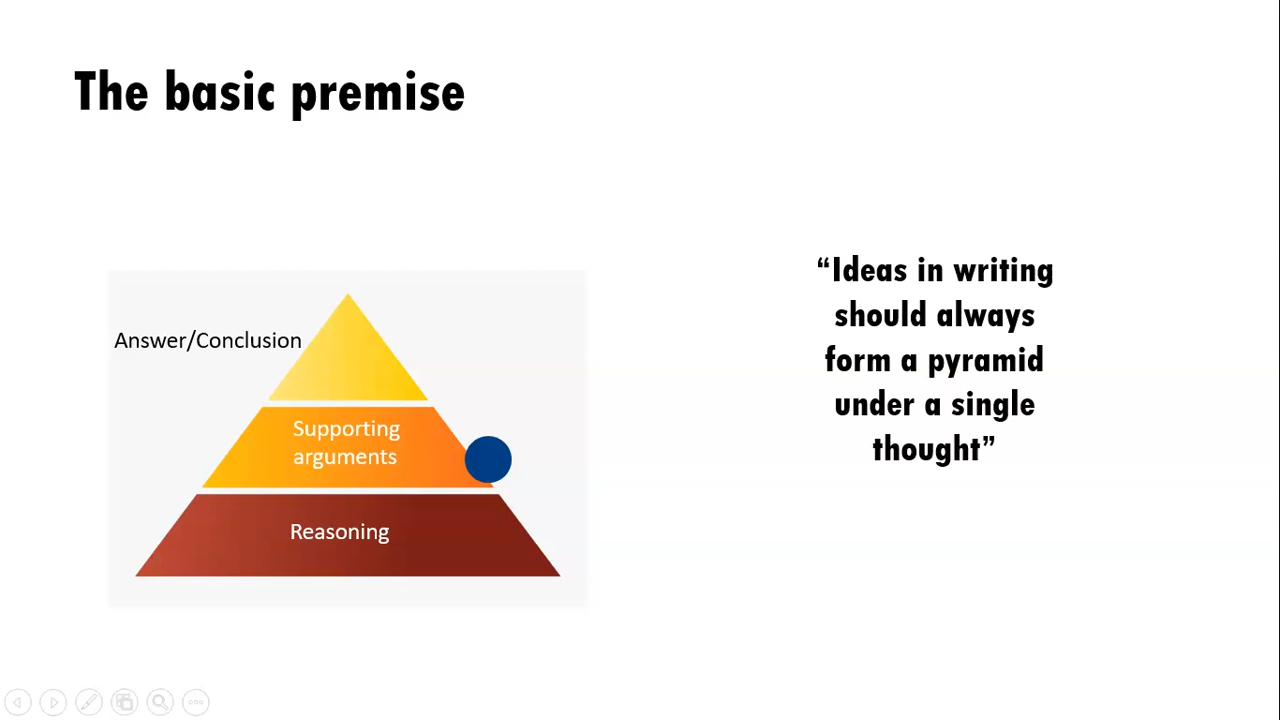 The basic premise
Answer/Conclusion
Supporting
arguments
Reasoning
“Ideas in writing
should always
form a pyramid
under a single
thought”